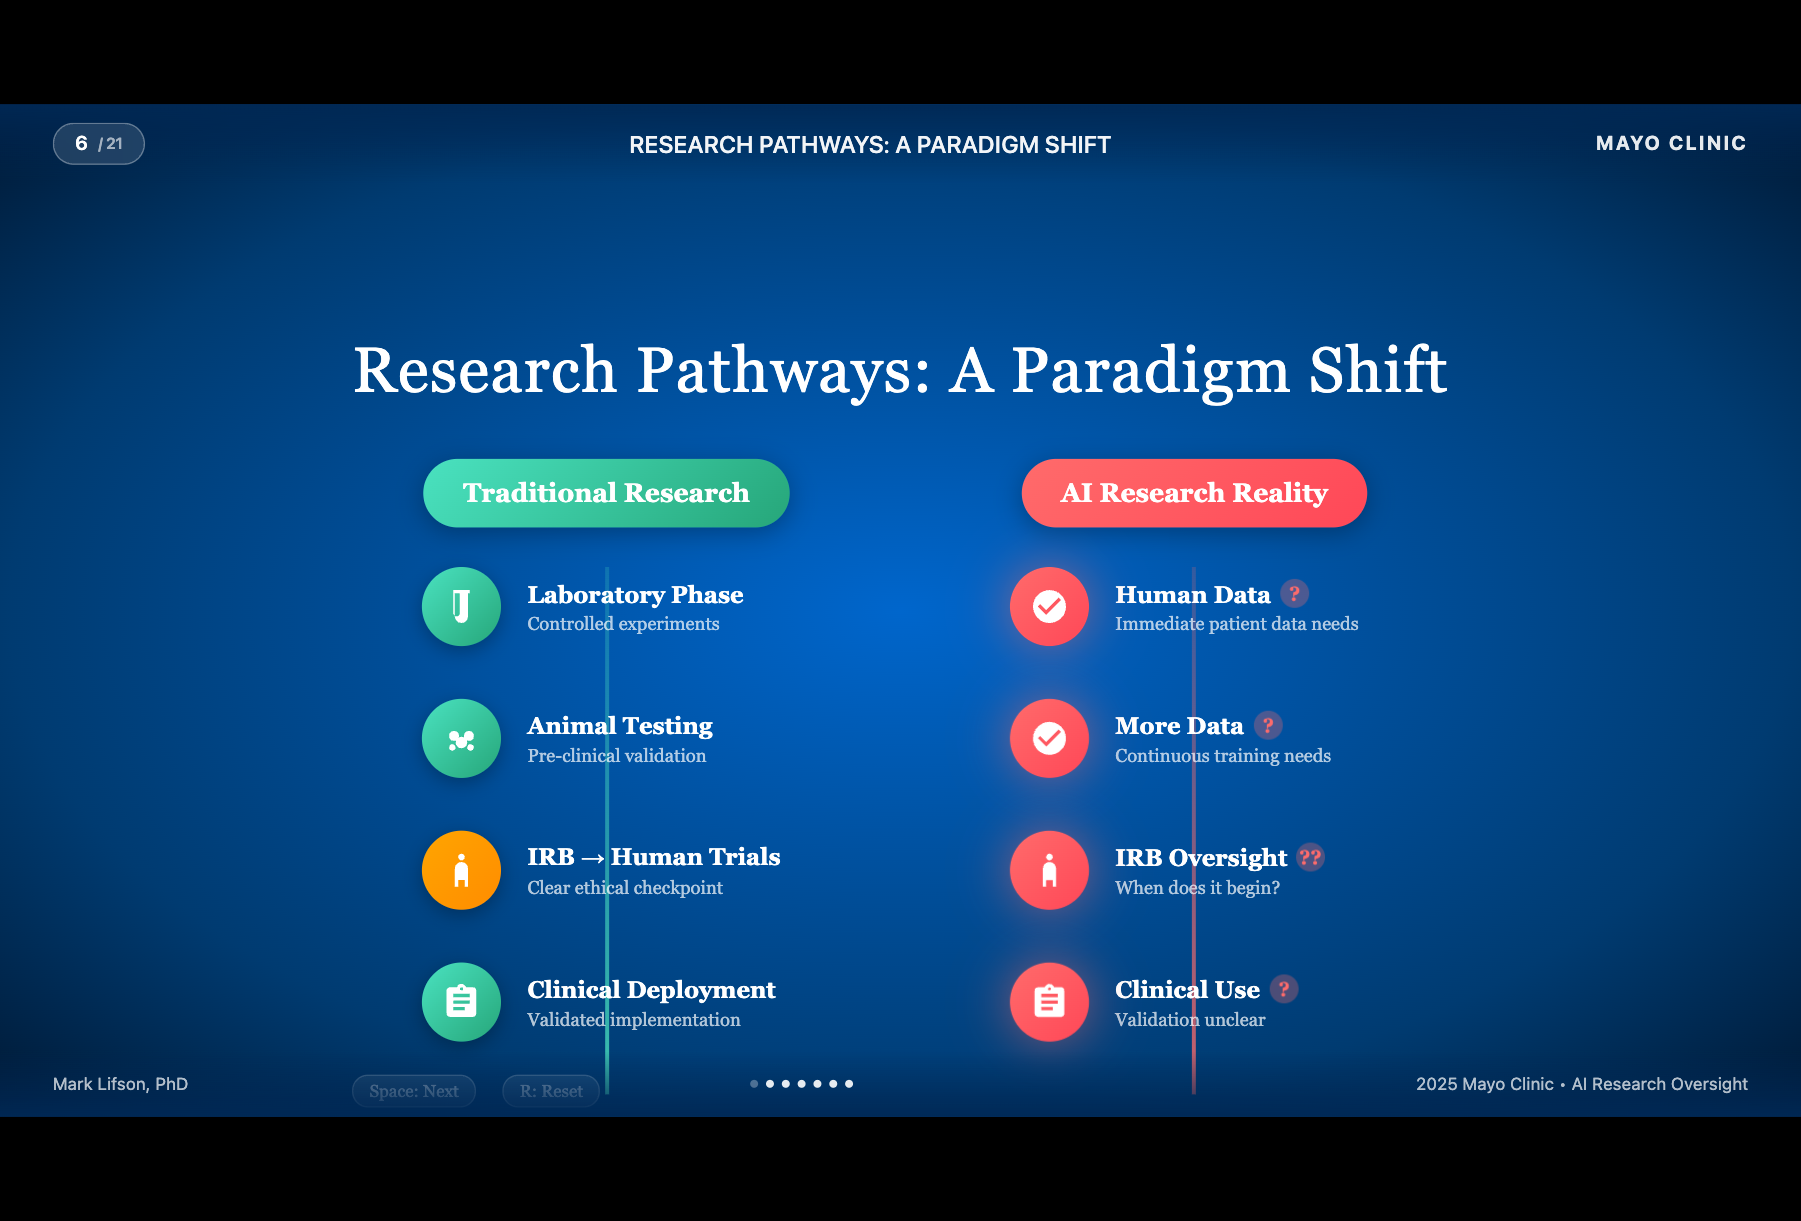 6 / 21
RESEARCH PATHWAYS: A PARADIGM SHIFT
MAYO CLINIC
Research Pathways: A Paradigm Shift
Traditional Research
Laboratory Phase
Controlled experiments
Animal Testing
Pre-clinical validation
IRB → Human Trials
Clear ethical checkpoint
Clinical Deployment
Validated implementation
AI Research Reality
Human Data ?
Immediate patient data needs
More Data ?
Continuous training needs
IRB Oversight ??
When does it begin?
Clinical Use ?
Validation unclear
Mark Lifson, PhD
Space: Next
R: Reset
2025 Mayo Clinic • AI Research Oversight